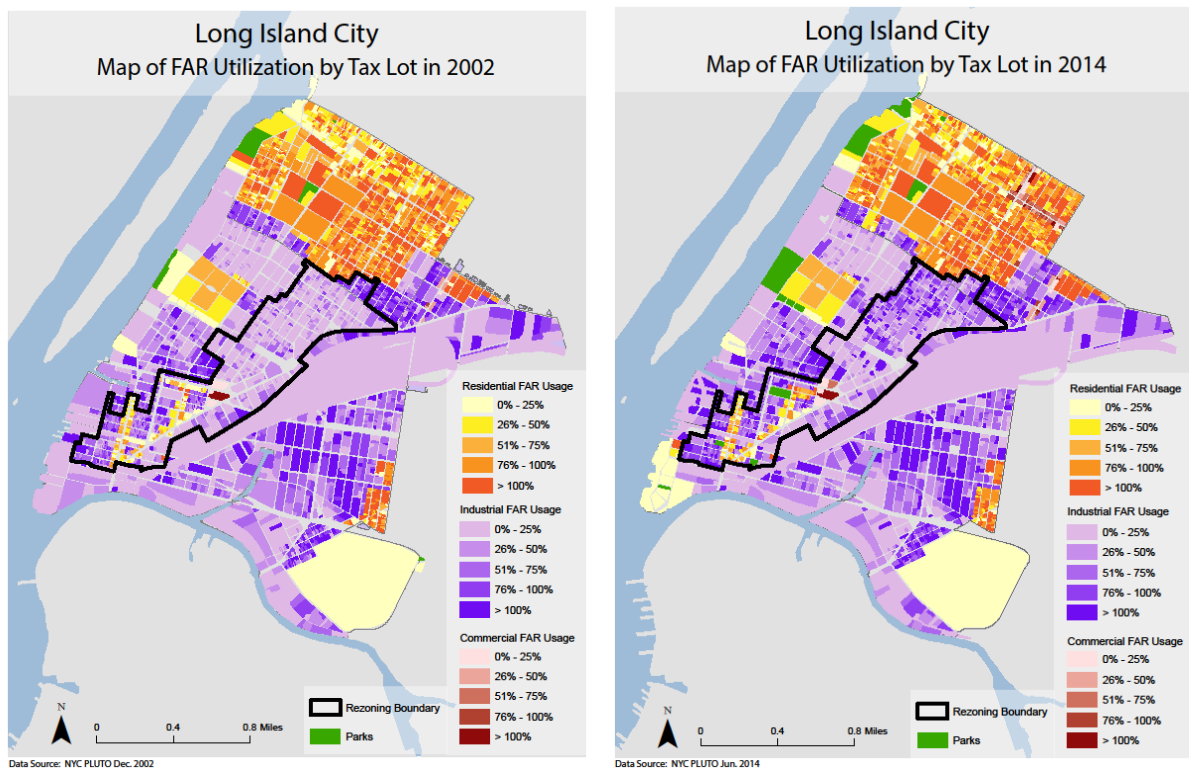 Long Island City
Map of FAR Utilization by Tax Lot in 2002
Residential FAR Usage
0% - 25%
26% - 50%
51% - 75%
76% - 100%
> 100%
Industrial FAR Usage
0% - 25%
26% - 50%
51% - 75%
76% - 100%
> 100%
Commercial FAR Usage
0% - 25%
26% - 50%
51% - 75%
76% - 100%
> 100%
Rezoning Boundary
Parks
N
0 0.4 0.8 Miles
Data Source: NYC PLUTO Dec. 2002
Long Island City
Map of FAR Utilization by Tax Lot in 2014
Residential FAR Usage
0% - 25%
26% - 50%
51% - 75%
76% - 100%
> 100%
Industrial FAR Usage
0% - 25%
26% - 50%
51% - 75%
76% - 100%
> 100%
Commercial FAR Usage
0% - 25%
26% - 50%
51% - 75%
76% - 100%
> 100%
Rezoning Boundary
Parks
N
0 0.4 0.8 Miles
Data Source: NYC PLUTO Jun. 2014